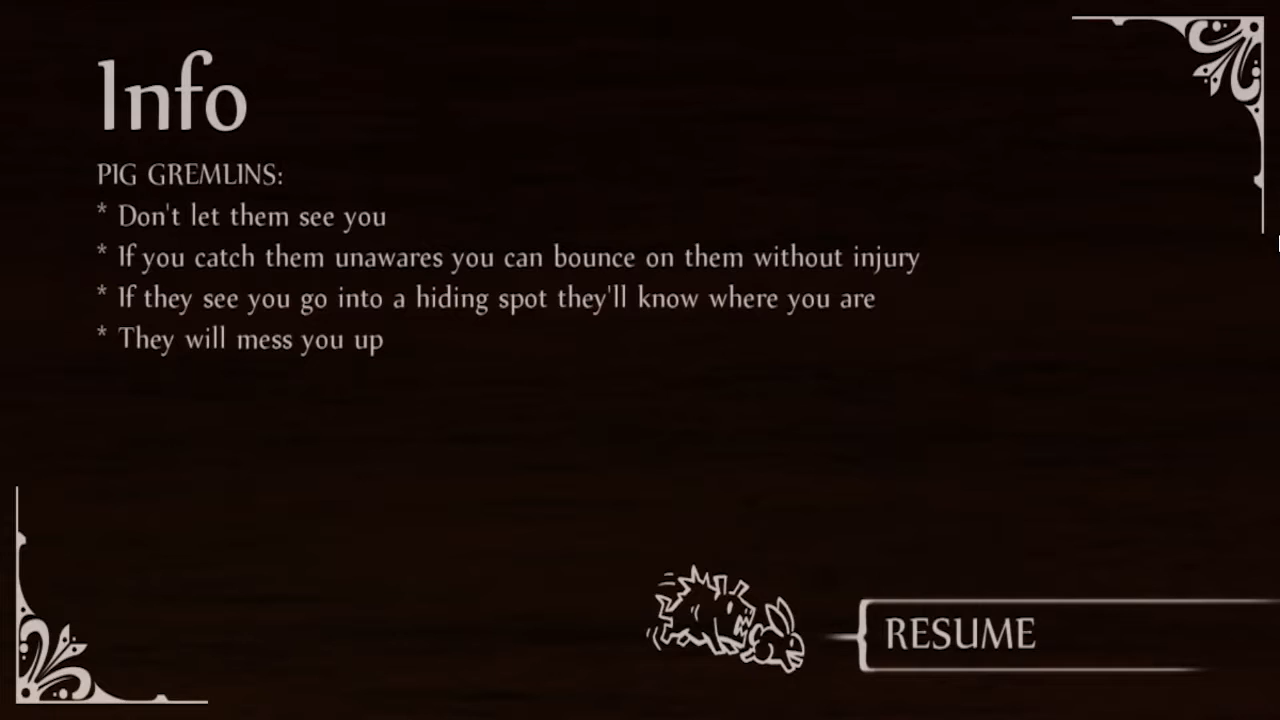 Info
PIG GREMLINS:
* Don't let them see you
* If you catch them unawares you can bounce on them without injury
* If they see you go into a hiding spot they'll know where you are
* They will mess you up
RESUME